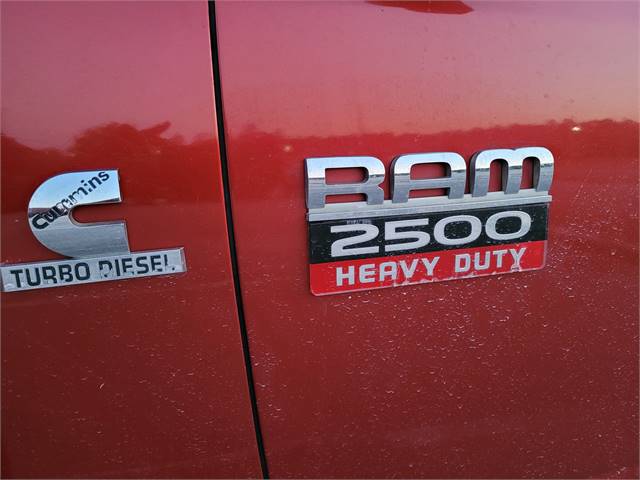 cummins
TURBO DIESEL
RAM
2500
HEAVY DUTY